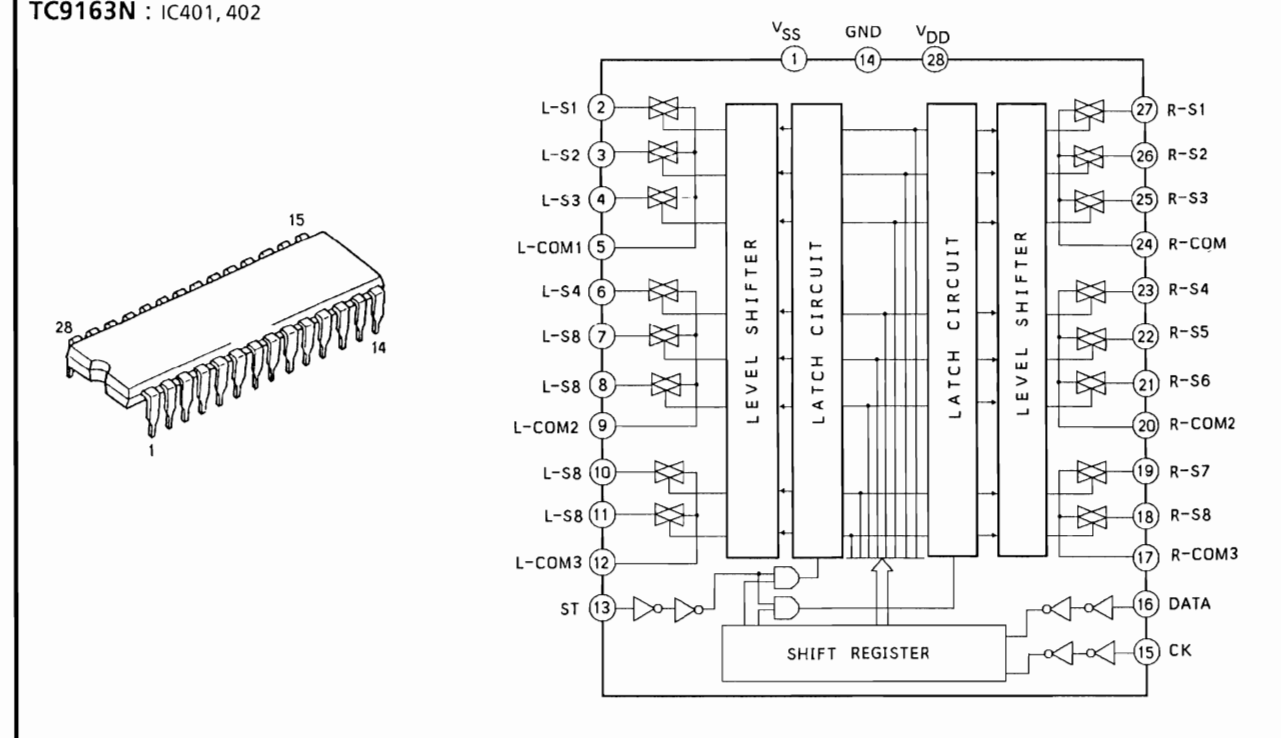 TC9163N : IC401, 402
VSS GND VDD
1 14 28
L-S1 2
L-S2 3
L-S3 4
L-COM1 5
L-S4 6
L-S8 7
L-S8 8
L-COM2 9
L-S8 10
L-S8 11
L-COM3 12
ST 13
LEVEL SHIFTER
LATCH CIRCUIT
LATCH CIRCUIT
LEVEL SHIFTER
27 R-S1
26 R-S2
25 R-S3
24 R-COM
23 R-S4
22 R-S5
21 R-S6
20 R-COM2
19 R-S7
18 R-S8
17 R-COM3
16 DATA
15 CK
SHIFT REGISTER
15
28
14
1